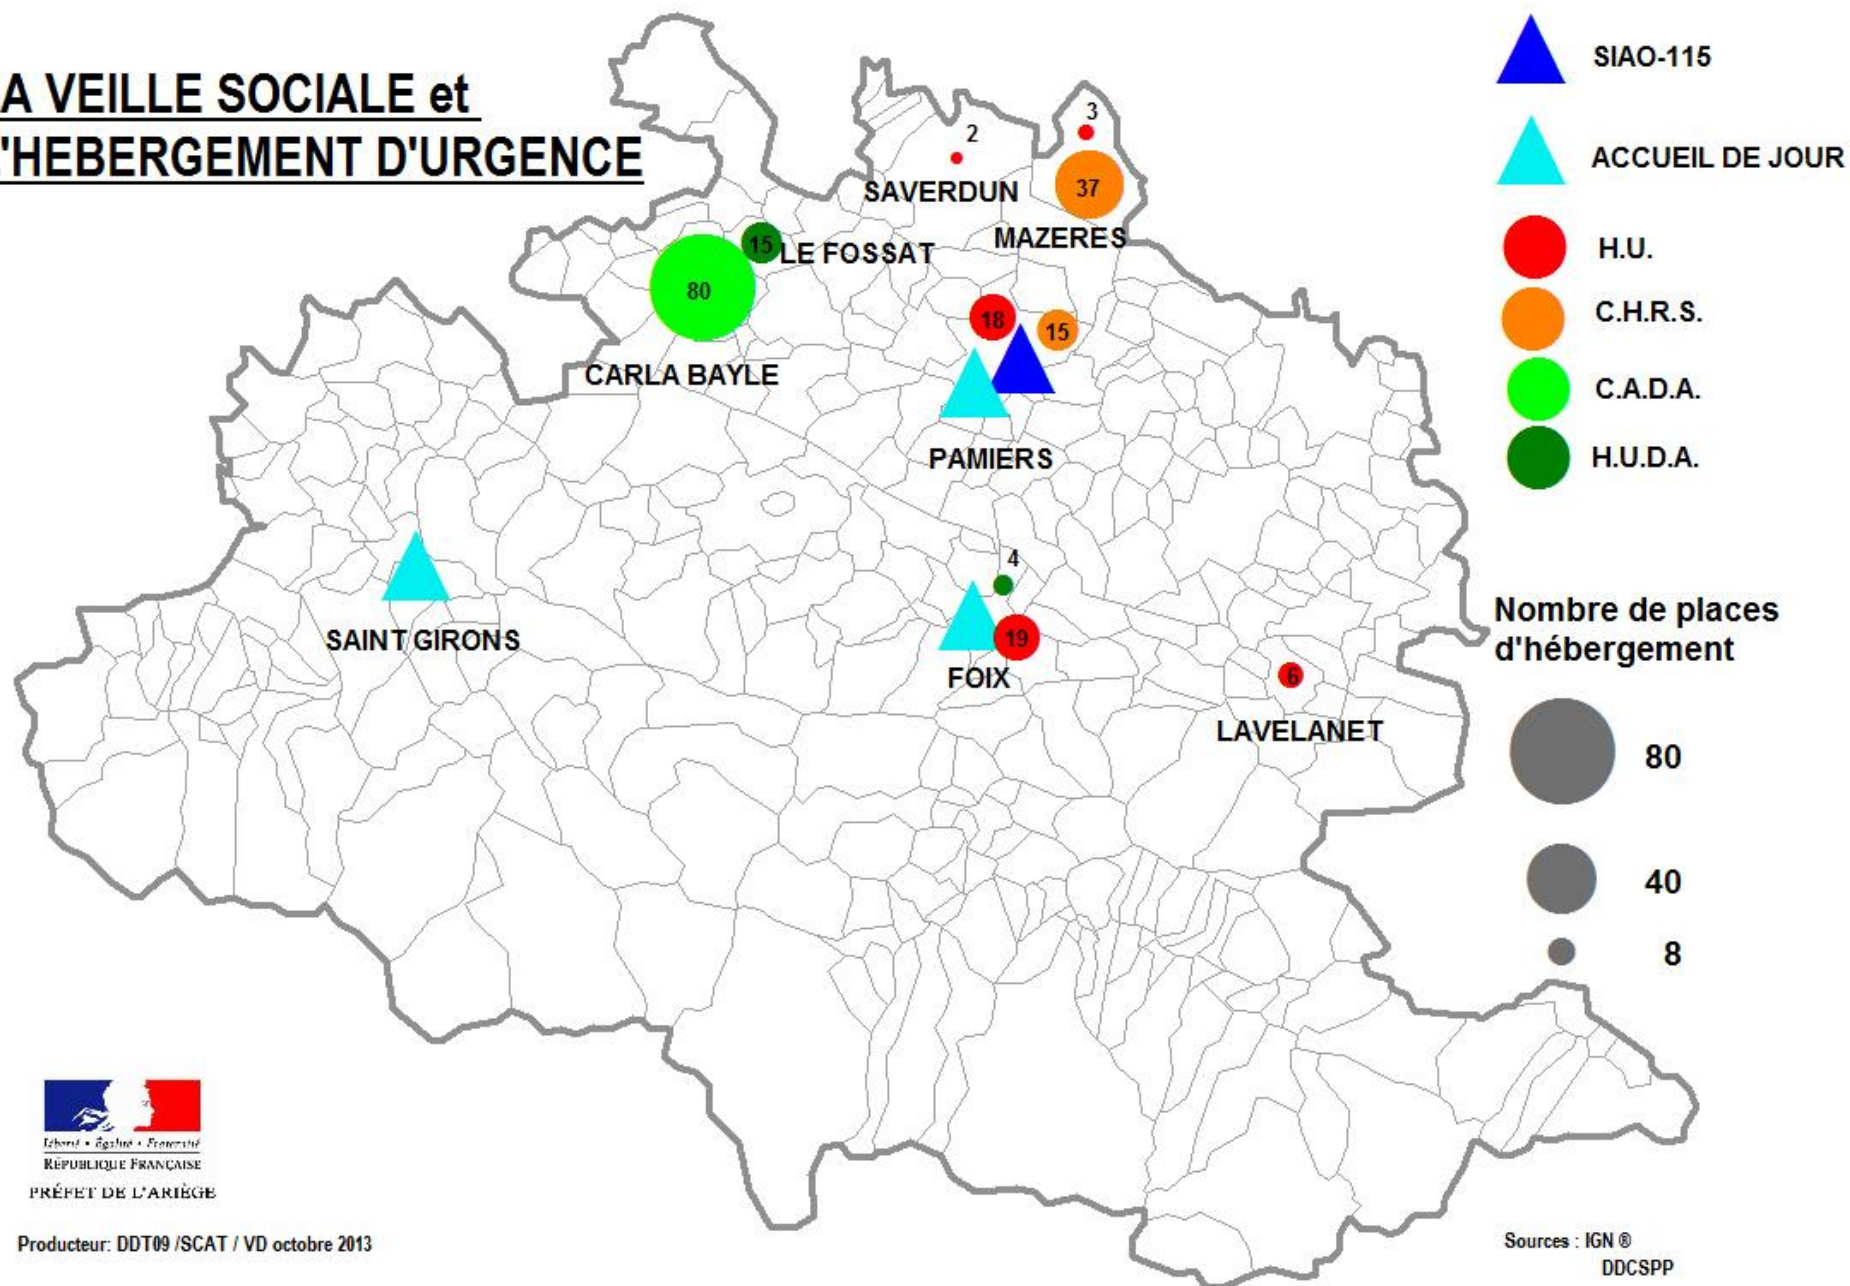 A VEILLE SOCIALE et
'HEBERGEMENT D'URGENCE
SIAO-115
ACCUEIL DE JOUR
H.U.
C.H.R.S.
C.A.D.A.
H.U.D.A.
Nombre de places
d'hébergement
80
40
8
3
2
SAVERDUN
37
MAZERES
15
LE FOSSAT
80
CARLA BAYLE
18
15
PAMIERS
4
SAINT GIRONS
19
FOIX
6
LAVELANET
Liberté • Égalité • Fraternité
RÉPUBLIQUE FRANÇAISE
PRÉFET DE L'ARIÈGE
Producteur: DDT09 /SCAT / VD octobre 2013
Sources : IGN ®
DDCSPP